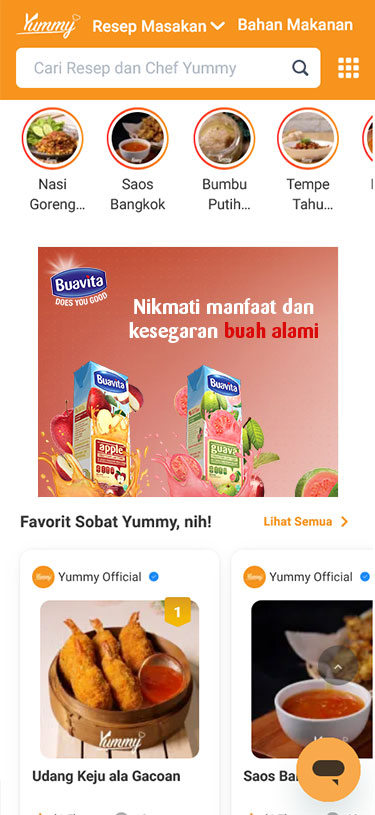 Yummy
Resep Masakan
Bahan Makanan
Cari Resep dan Chef Yummy
Nasi
Goreng...
Saos
Bangkok
Bumbu
Putih...
Tempe
Tahu...
Buavita
DOES YOU GOOD
Nikmati manfaat dan
kesegaran buah alami
Buavita
apple
Buavita
guava
Favorit Sobat Yummy, nih!
Lihat Semua
Yummy Official
Yummy Official
1
Yummy
Udang Keju ala Gacoan
Saos